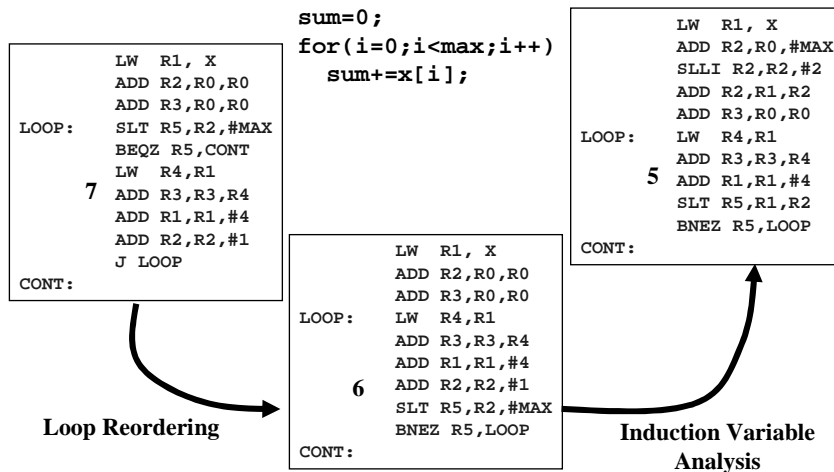 sum=0;
for(i=0;i<max;i++)
sum+=x[i];
LW R1, X
ADD R2,R0,R0
ADD R3,R0,R0
LOOP: SLT R5,R2,#MAX
BEQZ R5,CONT
LW R4,R1
7 ADD R3,R3,R4
ADD R1,R1,#4
ADD R2,R2,#1
J LOOP
CONT:
Loop Reordering
LW R1, X
ADD R2,R0,R0
ADD R3,R0,R0
LOOP: LW R4,R1
ADD R3,R3,R4
ADD R1,R1,#4
6 ADD R2,R2,#1
SLT R5,R2,#MAX
BNEZ R5,LOOP
CONT:
LW R1, X
ADD R2,R0,#MAX
SLLI R2,R2,#2
ADD R2,R1,R2
ADD R3,R0,R0
LOOP: LW R4,R1
ADD R3,R3,R4
5 ADD R1,R1,#4
SLT R5,R1,R2
BNEZ R5,LOOP
CONT:
Induction Variable
Analysis